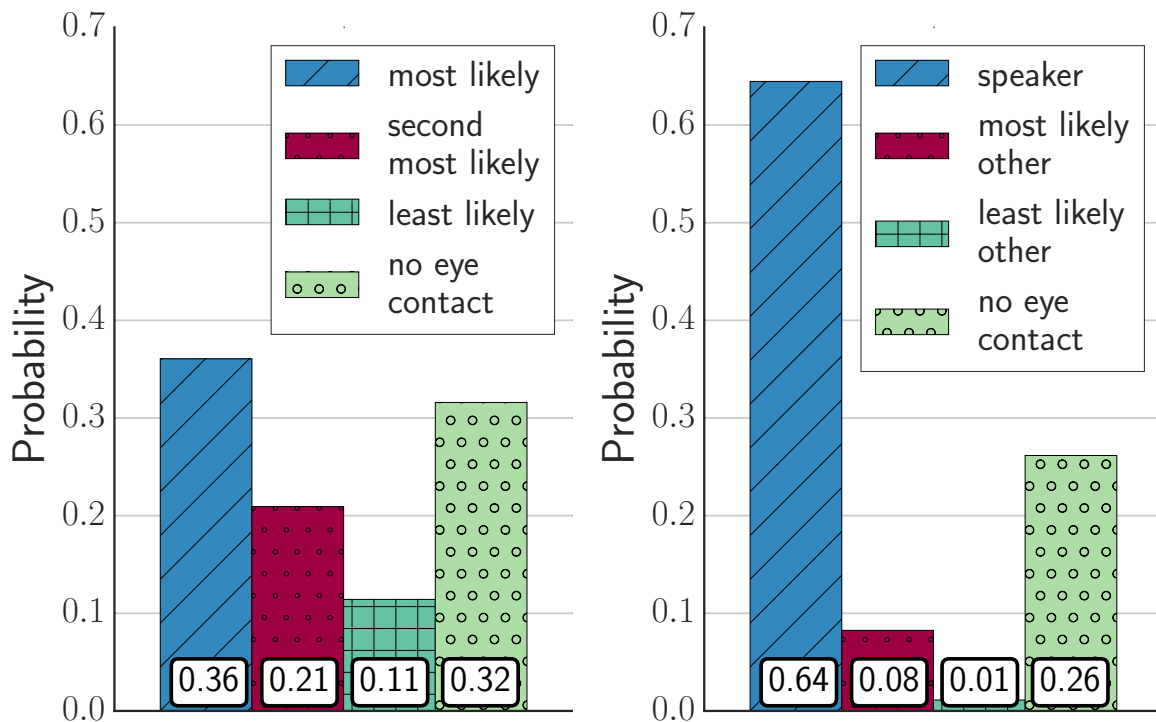 0.7
0.6
0.5
0.4
0.3
0.2
0.1
0.0
Probability
most likely
second
most likely
least likely
no eye
contact
0.36
0.21
0.11
0.32
0.7
0.6
0.5
0.4
0.3
0.2
0.1
0.0
Probability
speaker
most likely
other
least likely
other
no eye
contact
0.64
0.08
0.01
0.26